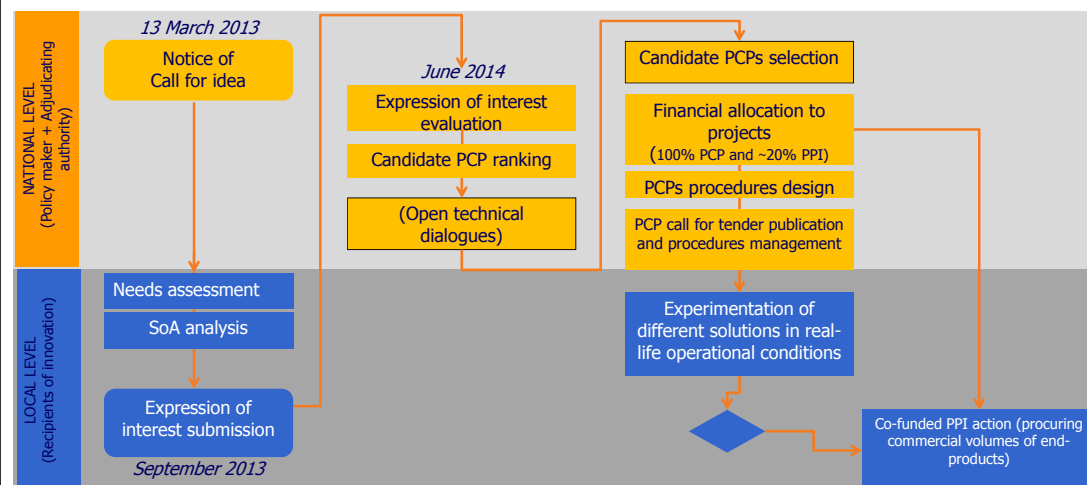 NATIONAL LEVEL
(Policy maker + Adjudicating
authority)
13 March 2013
Notice of
Call for idea
June 2014
Expression of interest
evaluation
Candidate PCP ranking
(Open technical
dialogues)
Candidate PCPs selection
Financial allocation to
projects
(100% PCP and ~20% PPI)
PCPs procedures design
PCP call for tender publication
and procedures management
LOCAL LEVEL
(Recipients of innovation)
Needs assessment
SoA analysis
Expression of
interest submission
September 2013
Experimentation of
different solutions in real-
life operational conditions
Co-funded PPI action (procuring
commercial volumes of end-
products)